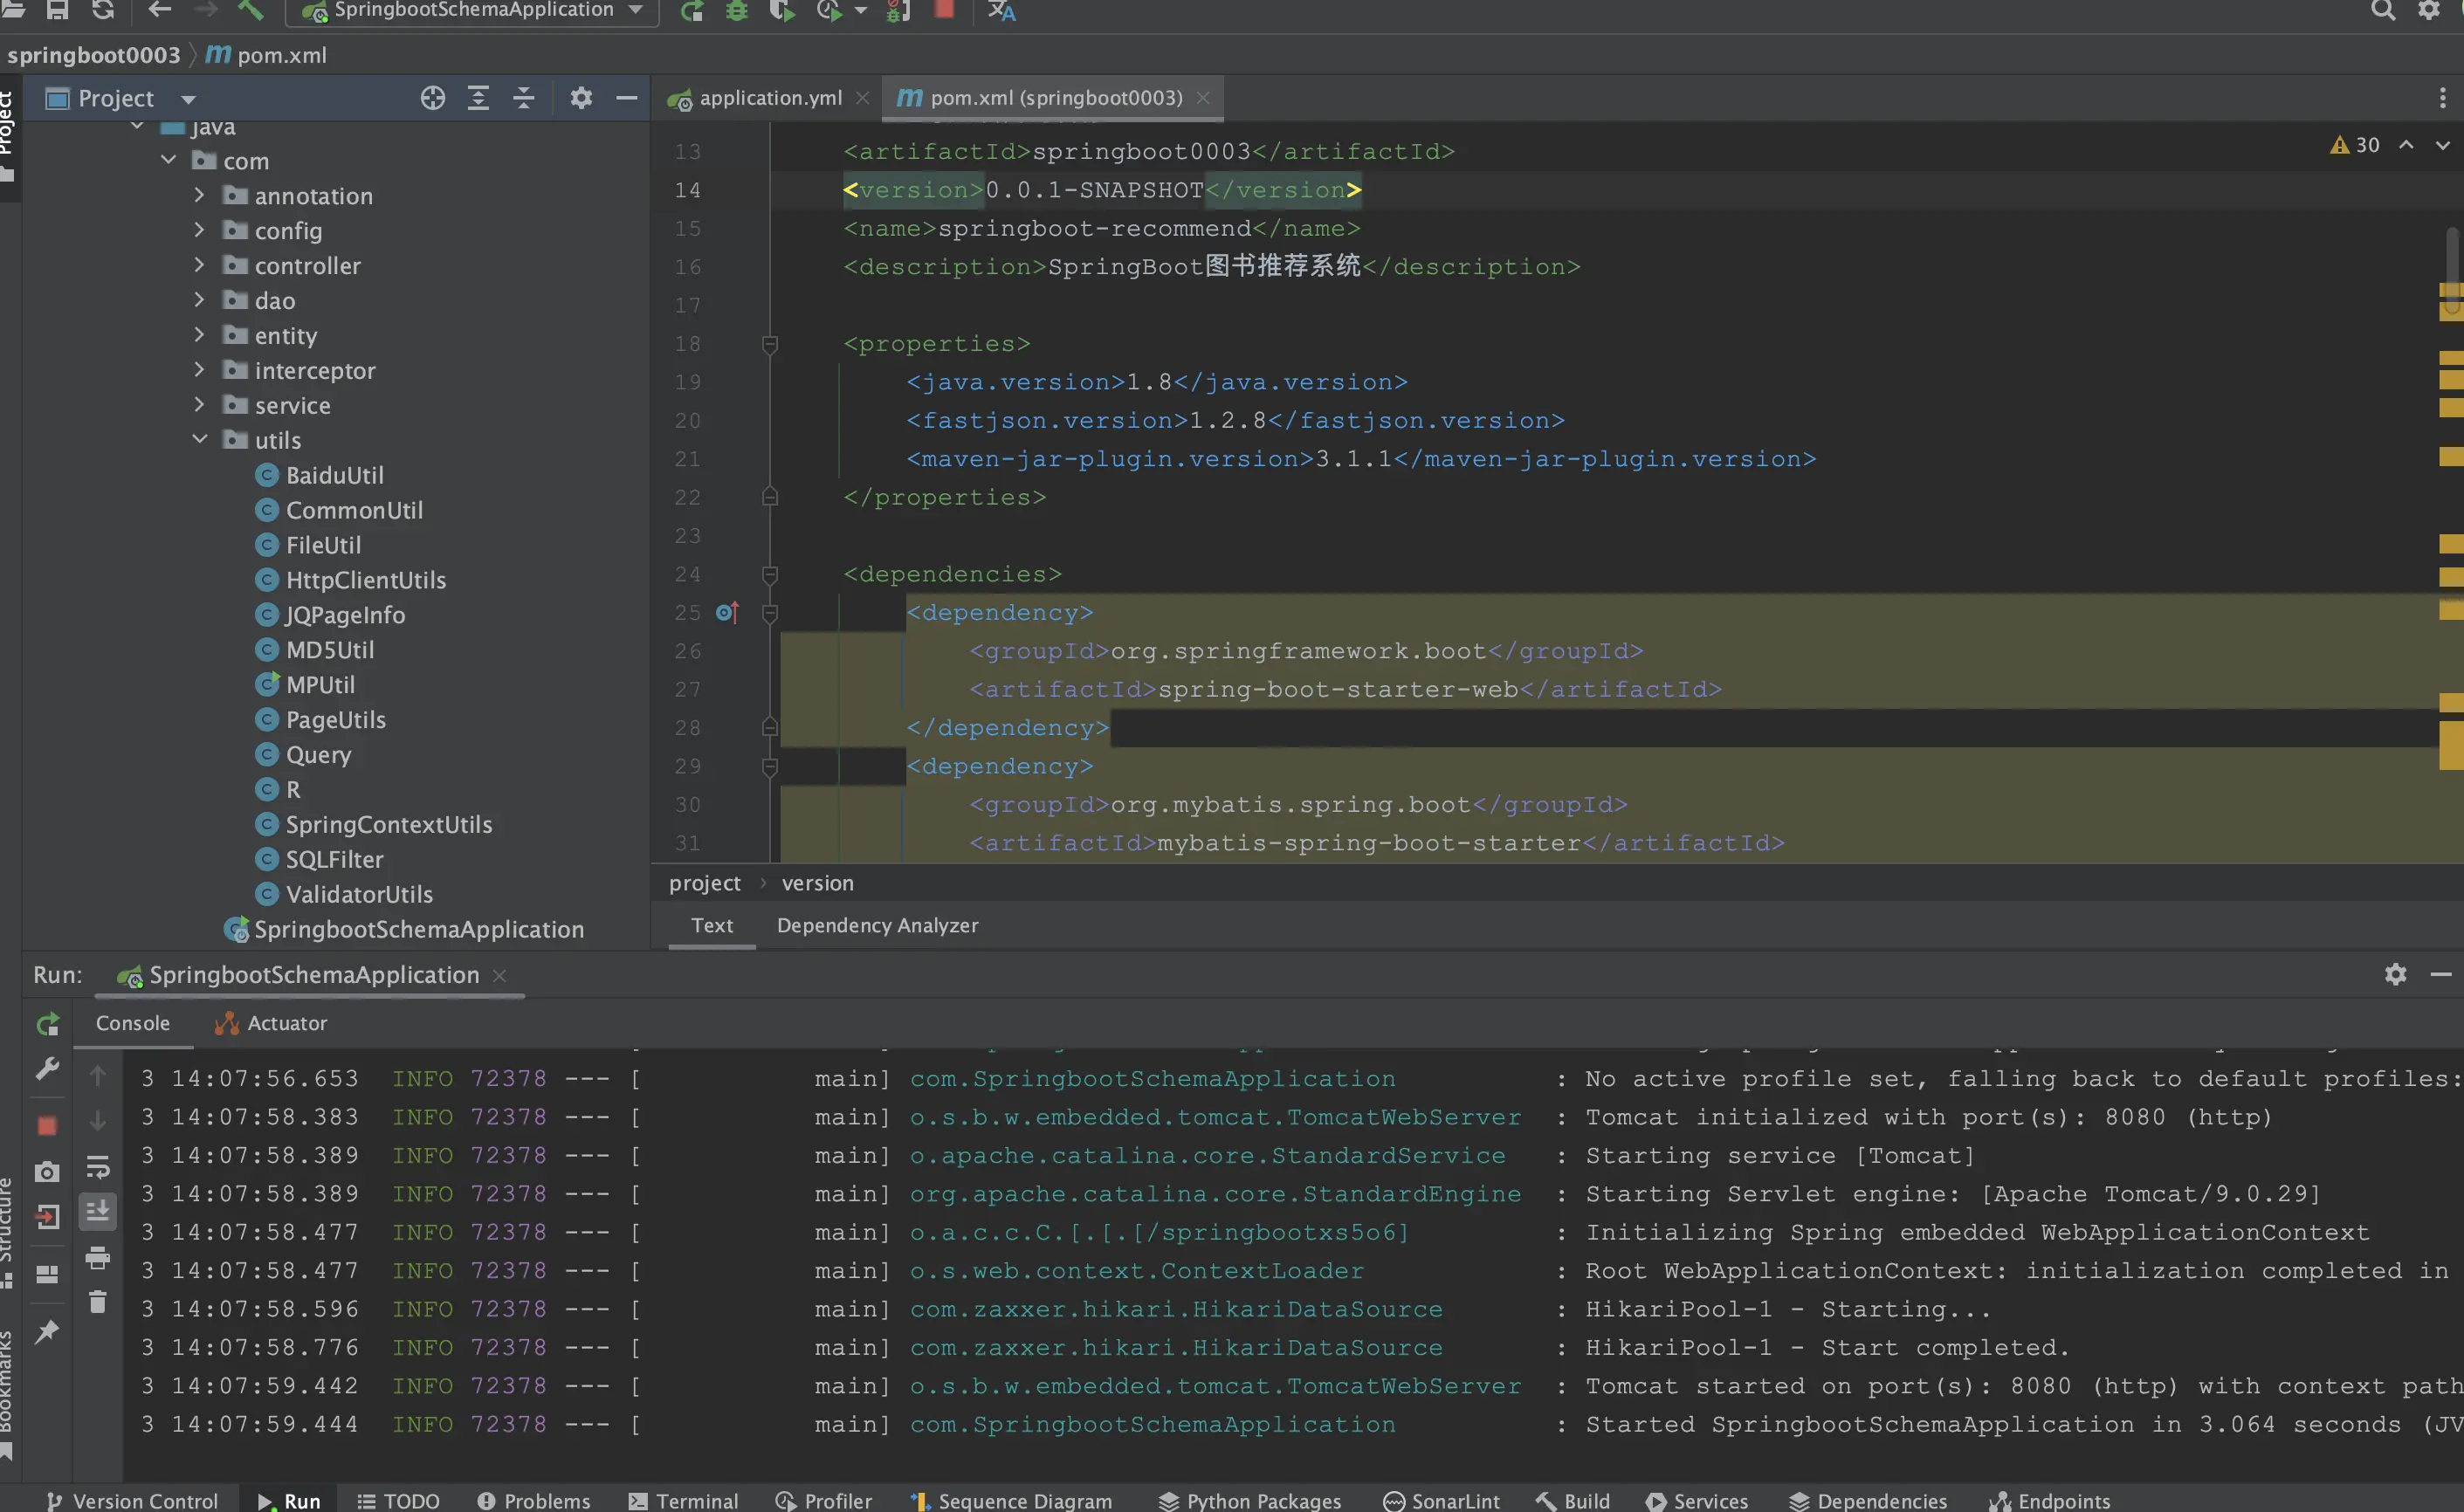 SpringbootSchemaApplication
springboot0003 pom.xml
Project
Project
java
com
annotation
config
controller
dao
entity
interceptor
service
utils
BaiduUtil
CommonUtil
FileUtil
HttpClientUtils
JQPageInfo
MD5Util
MPUtil
PageUtils
Query
R
SpringContextUtils
SQLFilter
ValidatorUtils
SpringbootSchemaApplication
application.yml
pom.xml (springboot0003)
30
13 <artifactId>springboot0003</artifactId>
14 <version>0.0.1-SNAPSHOT</version>
15 <name>springboot-recommend</name>
16 <description>SpringBoot图书推荐系统</description>
17
18 <properties>
19 <java.version>1.8</java.version>
20 <fastjson.version>1.2.8</fastjson.version>
21 <maven-jar-plugin.version>3.1.1</maven-jar-plugin.version>
22 </properties>
23
24 <dependencies>
25 <dependency>
26 <groupId>org.springframework.boot</groupId>
27 <artifactId>spring-boot-starter-web</artifactId>
28 </dependency>
29 <dependency>
30 <groupId>org.mybatis.spring.boot</groupId>
31 <artifactId>mybatis-spring-boot-starter</artifactId>
project version
Text Dependency Analyzer
Run: SpringbootSchemaApplication
Console Actuator
3 14:07:56.653 INFO 72378 --- [ main] com.SpringbootSchemaApplication : No active profile set, falling back to default profiles:
3 14:07:58.383 INFO 72378 --- [ main] o.s.b.w.embedded.tomcat.TomcatWebServer : Tomcat initialized with port(s): 8080 (http)
3 14:07:58.389 INFO 72378 --- [ main] o.apache.catalina.core.StandardService : Starting service [Tomcat]
3 14:07:58.389 INFO 72378 --- [ main] org.apache.catalina.core.StandardEngine : Starting Servlet engine: [Apache Tomcat/9.0.29]
3 14:07:58.477 INFO 72378 --- [ main] o.a.c.c.C.[.[.[/springbootxs5o6] : Initializing Spring embedded WebApplicationContext
3 14:07:58.477 INFO 72378 --- [ main] o.s.web.context.ContextLoader : Root WebApplicationContext: initialization completed in
3 14:07:58.596 INFO 72378 --- [ main] com.zaxxer.hikari.HikariDataSource : HikariPool-1 - Starting...
3 14:07:58.776 INFO 72378 --- [ main] com.zaxxer.hikari.HikariDataSource : HikariPool-1 - Start completed.
3 14:07:59.442 INFO 72378 --- [ main] o.s.b.w.embedded.tomcat.TomcatWebServer : Tomcat started on port(s): 8080 (http) with context path
3 14:07:59.444 INFO 72378 --- [ main] com.SpringbootSchemaApplication : Started SpringbootSchemaApplication in 3.064 seconds (JV
Structure
Bookmarks
Version Control Run TODO Problems Terminal Profiler Sequence Diagram Python Packages SonarLint Build Services Dependencies Endpoints